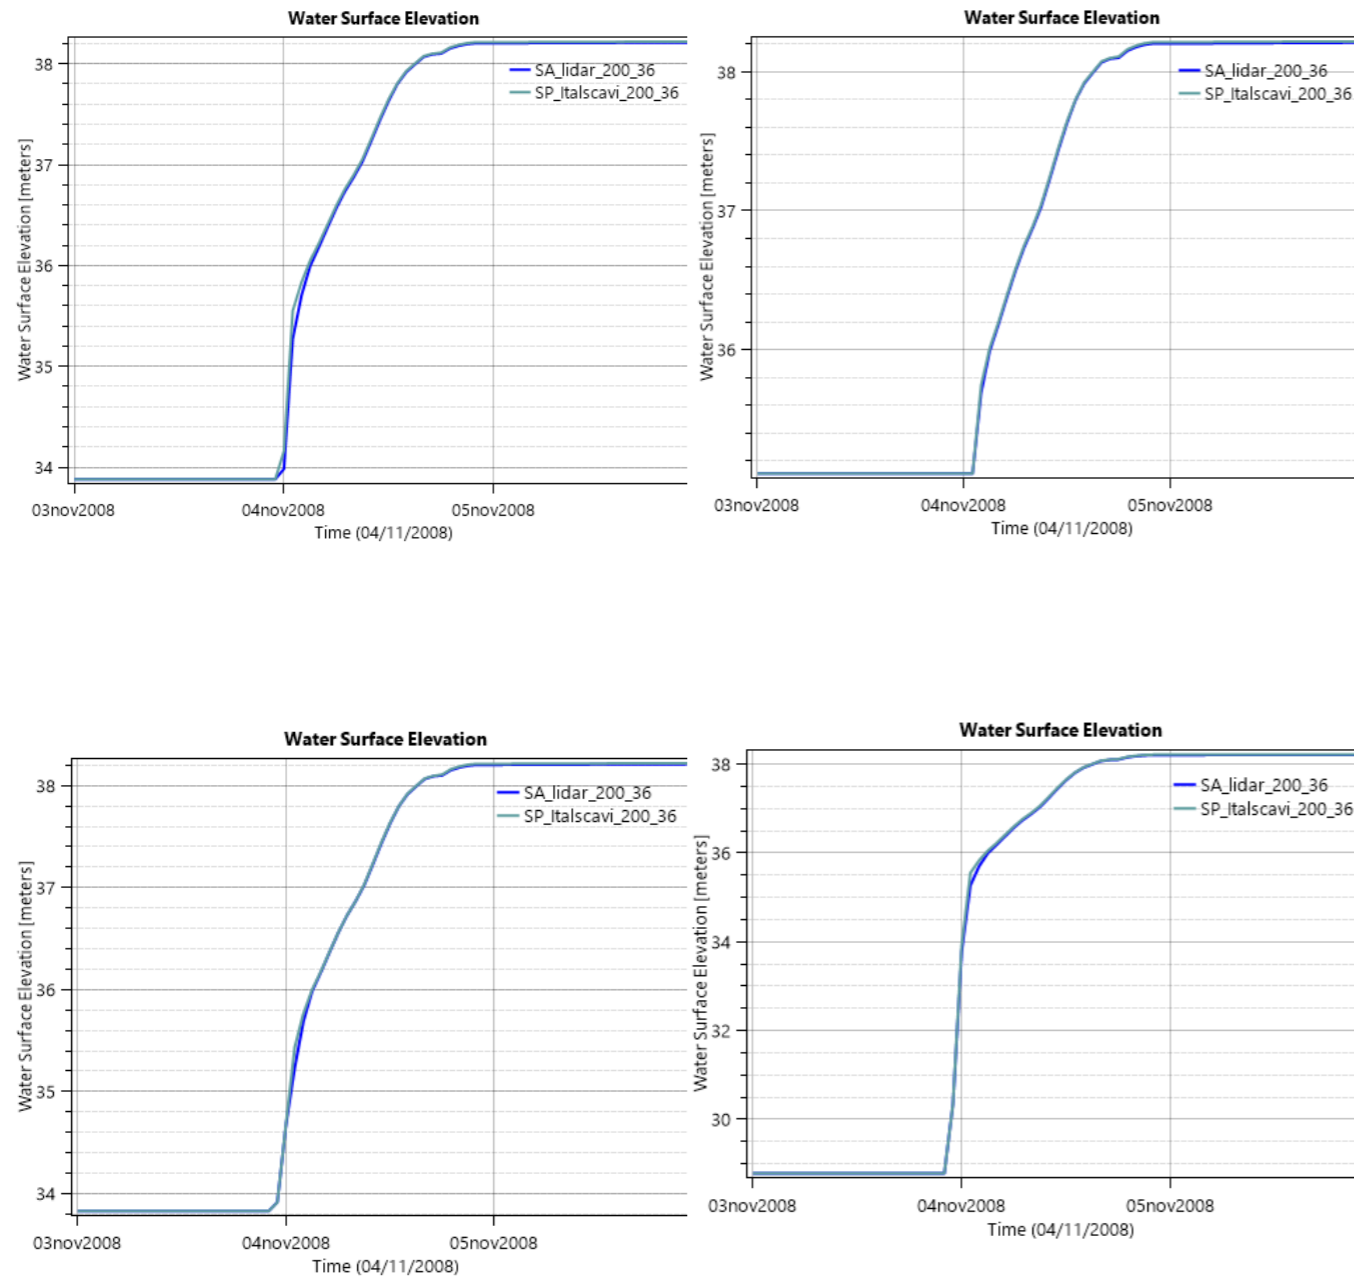 Water Surface Elevation
38
37
36
35
34
Water Surface Elevation [meters]
SA_lidar_200_36
SP_Italscavi_200_36
03nov2008 04nov2008 05nov2008
Time (04/11/2008)
Water Surface Elevation
38
37
36
Water Surface Elevation [meters]
SA_lidar_200_36
SP_Italscavi_200_36
03nov2008 04nov2008 05nov2008
Time (04/11/2008)
Water Surface Elevation
38
37
36
35
34
Water Surface Elevation [meters]
SA_lidar_200_36
SP_Italscavi_200_36
03nov2008 04nov2008 05nov2008
Time (04/11/2008)
Water Surface Elevation
38
36
34
32
30
Water Surface Elevation [meters]
SA_lidar_200_36
SP_Italscavi_200_36
03nov2008 04nov2008 05nov2008
Time (04/11/2008)